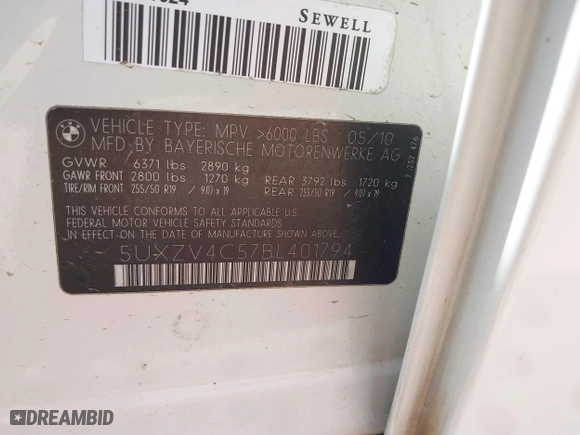 SEWELL
VEHICLE TYPE: MPV >6000 LBS 05/10
MFD.BY BAYERISCHE MOTORENWERKE AG
GVWR 6371 lbs 2890 kg
GAWR FRONT 2800 lbs 1270 kg REAR 3792 lbs 1720 kg
TIRE/RIM FRONT 255/50 R19 / 9.0J x 19 REAR 255/50 R19 / 9.0J x 19
THIS VEHICLE CONFORMS TO ALL APPLICABLE U.S.
FEDERAL MOTOR VEHICLE SAFETY STANDARDS
IN EFFECT ON THE DATE OF MANUFACTURE SHOWN ABOVE.
5UXZV4C57BL401794
7 252 476
DREAMBID